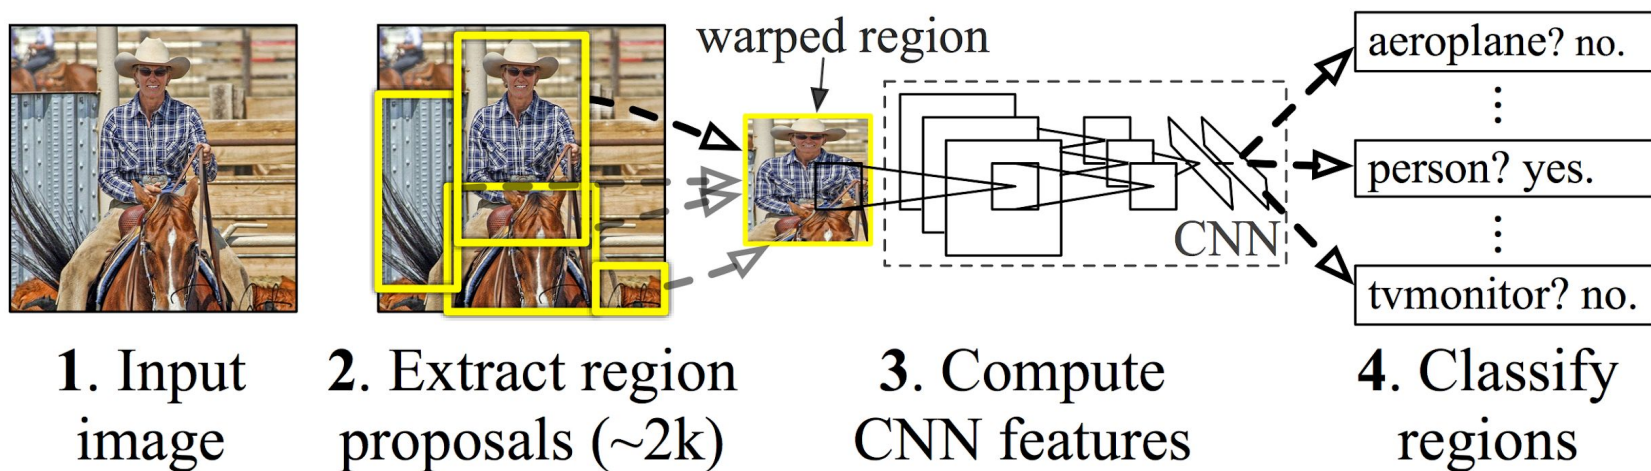 warped region
aeroplane? no.
⋮
person? yes.
⋮
tvmonitor? no.
CNN
1. Input
image
2. Extract region
proposals (~2k)
3. Compute
CNN features
4. Classify
regions